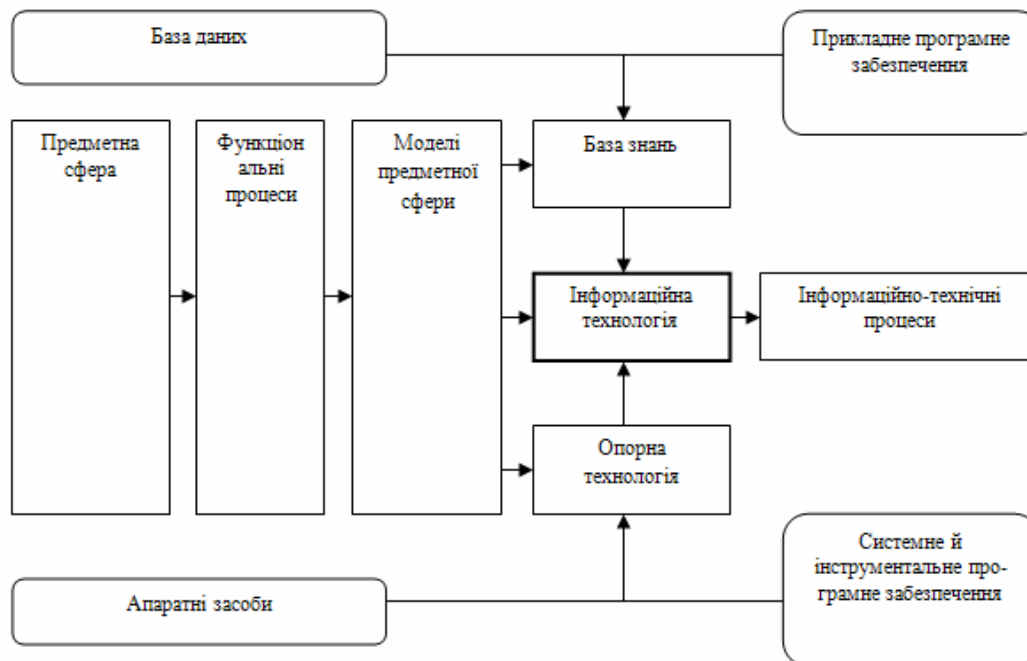 База даних
Прикладне програмне
забезпечення
Предметна
сфера
Функціон
альні
процеси
Моделі
предметної
сфери
База знань
Інформаційна
технологія
Інформаційно-технічні
процеси
Опорна
технологія
Системне й
інструментальне про-
грамне забезпечення
Апаратні засоби